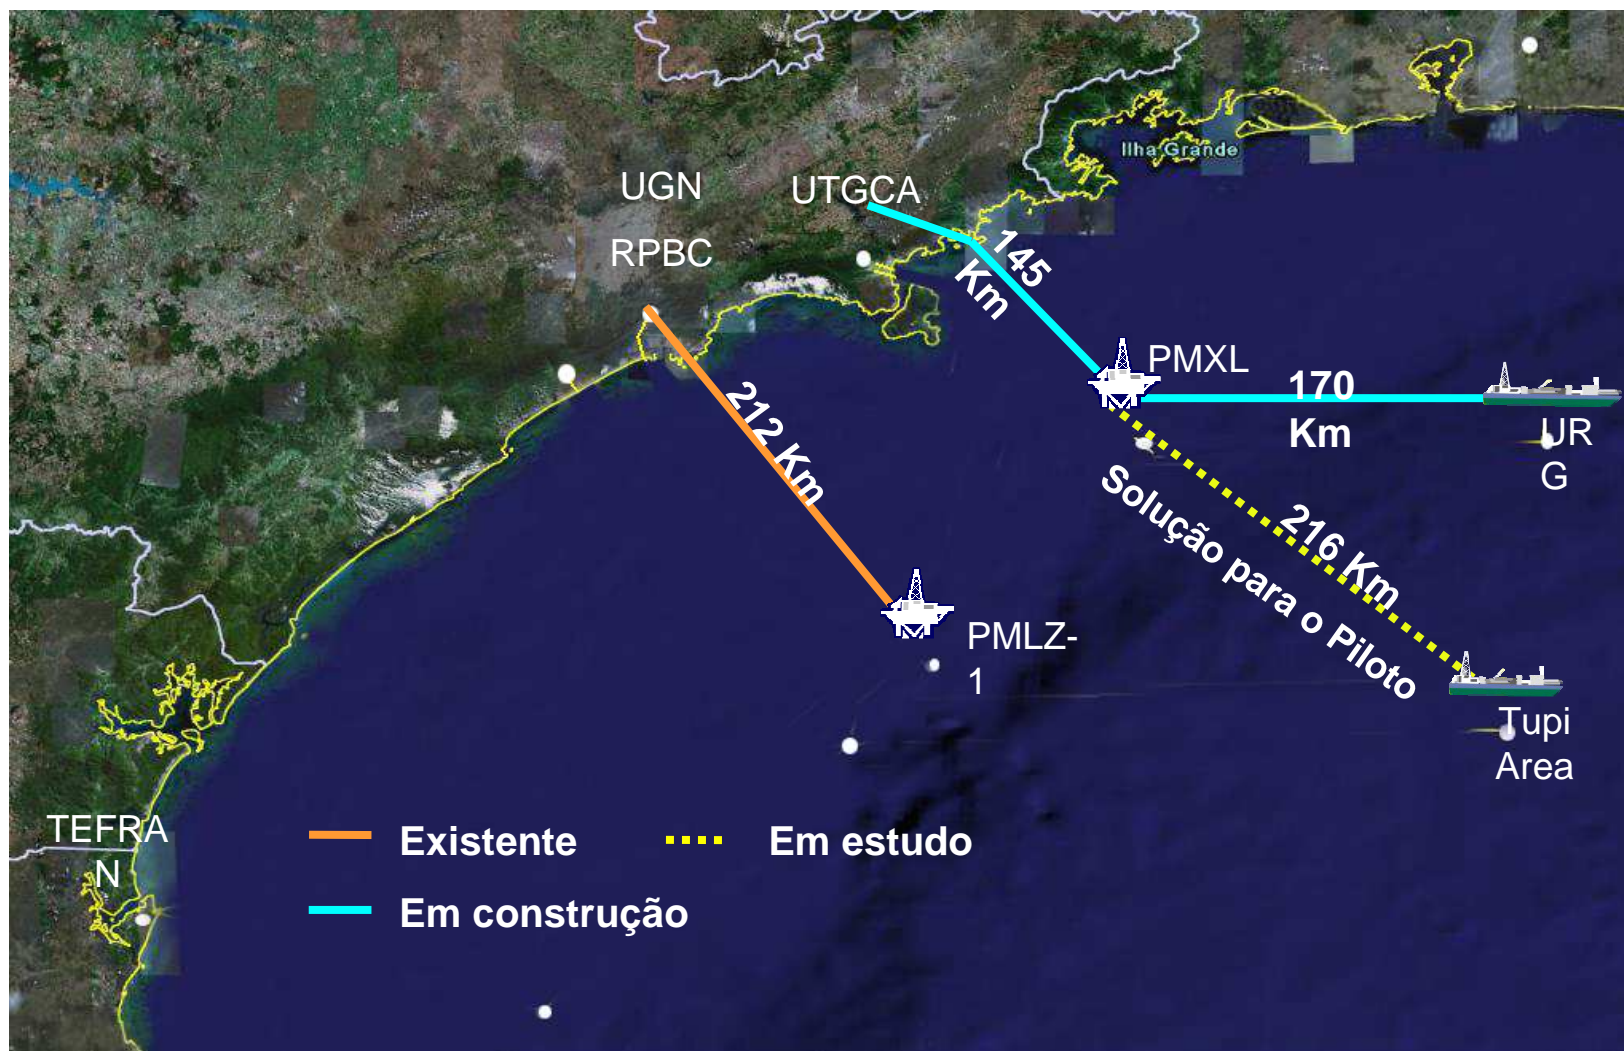 Ilha Grande
UGN
RPBC
UTGCA
145
Km
PMXL
170
Km
UR
G
212 Km
216 Km
Solução para o Piloto
PMLZ-
1
Tupi
Area
TEFRA
N
Existente
Em estudo
Em construção